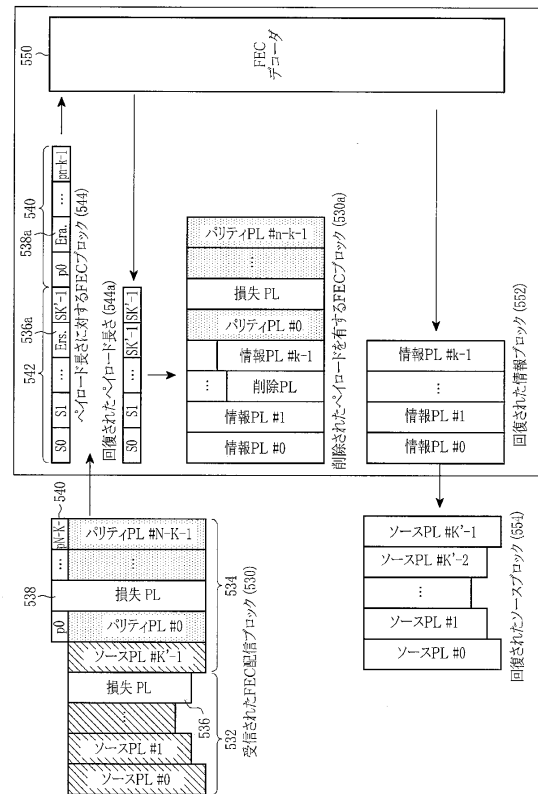 pN-K-
540
538
…
p0
パリティPL #N-K-1
⋮
損失 PL
パリティPL #0
ソースPL #K'-1
損失 PL
…
ソースPL #1
ソースPL #0
534
536
532
受信されたFEC配信ブロック(530)
542
536a
538a
540
S0
S1
…
Ers.
SK'-1
p0
Era.
…
pn-k-1
ペイロード長さに対するFECブロック(544)
回復されたペイロード長さ(544a)
S0
S1
…
SK'-1
SK'-1
パリティPL #n-k-1
⋮
損失 PL
パリティPL #0
情報PL #k-1
… 削除PL
情報PL #1
情報PL #0
削除されたペイロードを有するFECブロック(530a)
550
FEC
デコーダ
情報PL #k-1
…
情報PL #1
情報PL #0
回復された情報ブロック(552)
ソースPL #K'-1
ソースPL #K'-2
…
ソースPL #1
ソースPL #0
回復されたソースブロック(554)